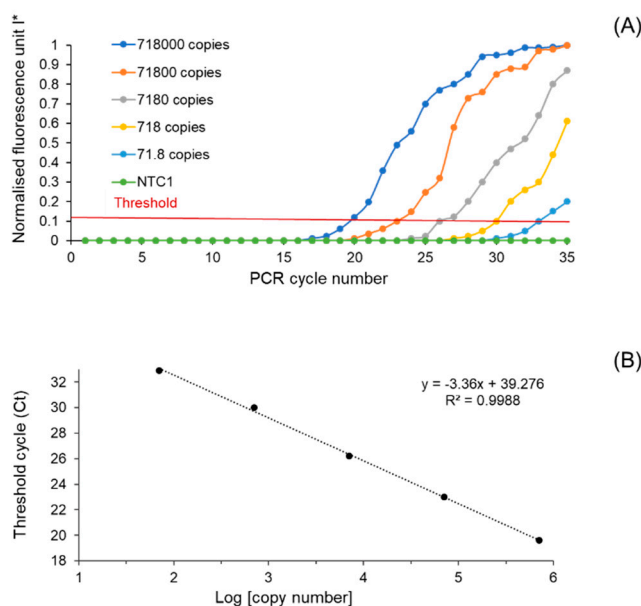 (A)
Normalised fluorescence unit I*
1
0.9
0.8
0.7
0.6
0.5
0.4
0.3
0.2
0.1
0
718000 copies
71800 copies
7180 copies
718 copies
71.8 copies
NTC1
Threshold
0 5 10 15 20 25 30 35
PCR cycle number
(B)
Threshold cycle (Ct)
32
30
28
26
24
22
20
18
y = -3.36x + 39.276
R² = 0.9988
1 2 3 4 5 6
Log [copy number]